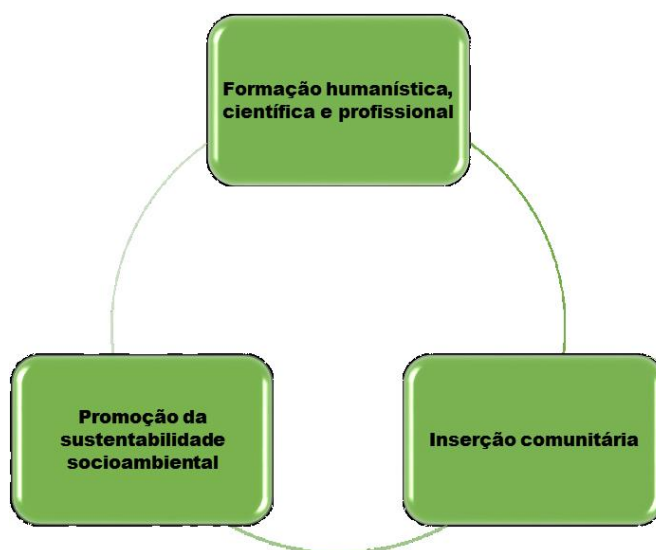 Formação humanística,
científica e profissional
Promoção da
sustentabilidade
socioambiental
Inserção comunitária